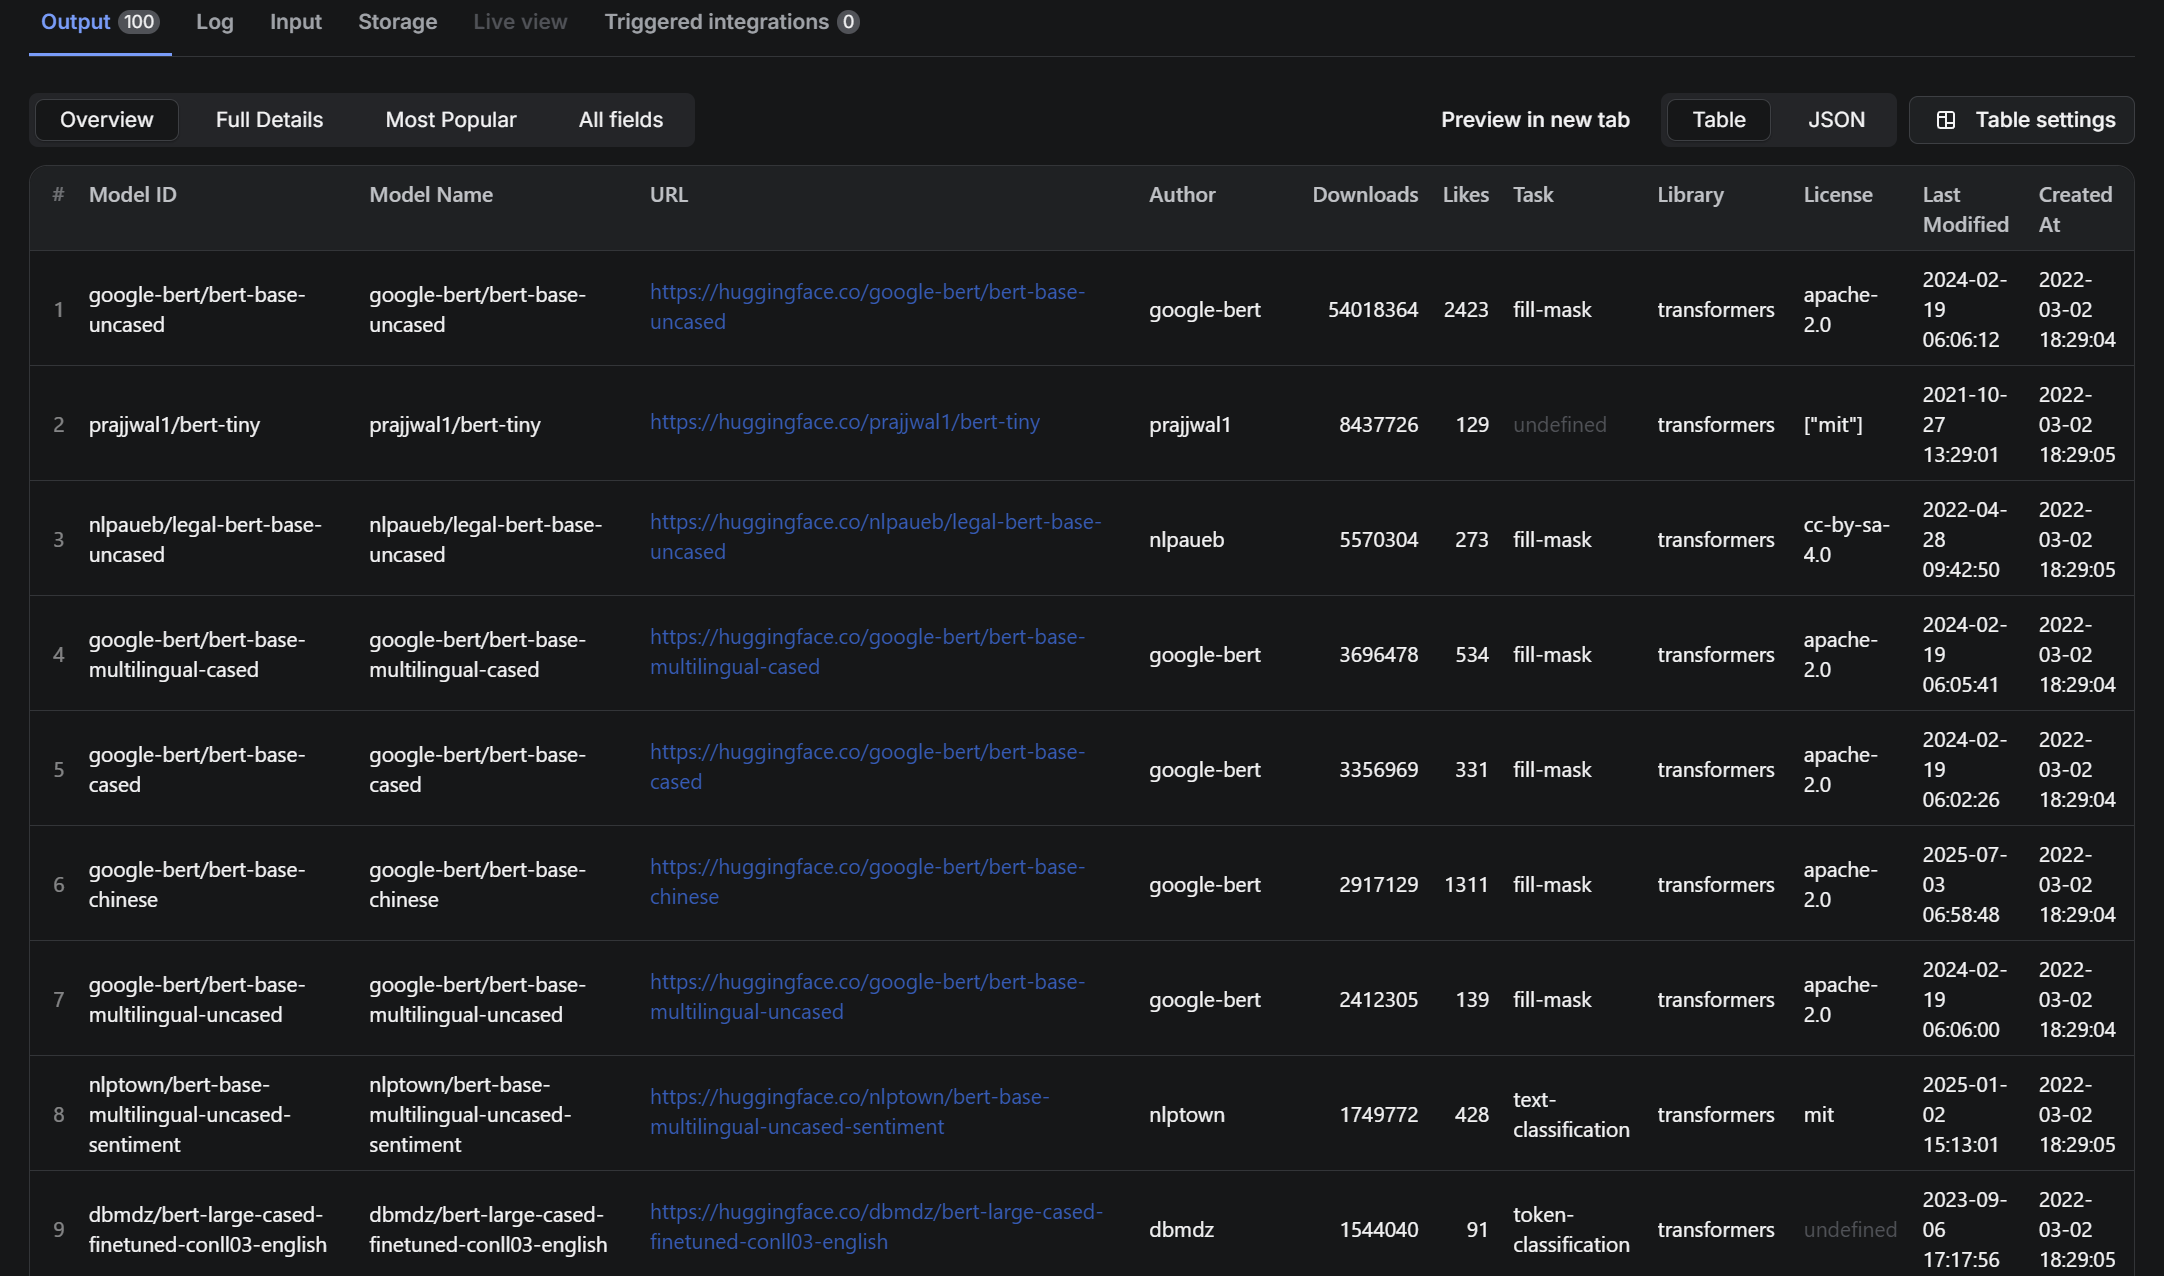 Output 100 Log Input Storage Live view Triggered integrations 0
Overview Full Details Most Popular All fields Preview in new tab Table JSON Table settings
# Model ID Model Name URL Author Downloads Likes Task Library License Last Modified Created At
1 google-bert/bert-base-uncased google-bert/bert-base-uncased https://huggingface.co/google-bert/bert-base-uncased google-bert 54018364 2423 fill-mask transformers apache-2.0 2024-02-19 06:06:12 2022-03-02 18:29:04
2 prajjwal1/bert-tiny prajjwal1/bert-tiny https://huggingface.co/prajjwal1/bert-tiny prajjwal1 8437726 129 undefined transformers ["mit"] 2021-10-27 13:29:01 2022-03-02 18:29:05
3 nlpaueb/legal-bert-base-uncased nlpaueb/legal-bert-base-uncased https://huggingface.co/nlpaueb/legal-bert-base-uncased nlpaueb 5570304 273 fill-mask transformers cc-by-sa-4.0 2022-04-28 09:42:50 2022-03-02 18:29:05
4 google-bert/bert-base-multilingual-cased google-bert/bert-base-multilingual-cased https://huggingface.co/google-bert/bert-base-multilingual-cased google-bert 3696478 534 fill-mask transformers apache-2.0 2024-02-19 06:05:41 2022-03-02 18:29:04
5 google-bert/bert-base-cased google-bert/bert-base-cased https://huggingface.co/google-bert/bert-base-cased google-bert 3356969 331 fill-mask transformers apache-2.0 2024-02-19 06:02:26 2022-03-02 18:29:04
6 google-bert/bert-base-chinese google-bert/bert-base-chinese https://huggingface.co/google-bert/bert-base-chinese google-bert 2917129 1311 fill-mask transformers apache-2.0 2025-07-03 06:58:48 2022-03-02 18:29:04
7 google-bert/bert-base-multilingual-uncased google-bert/bert-base-multilingual-uncased https://huggingface.co/google-bert/bert-base-multilingual-uncased google-bert 2412305 139 fill-mask transformers apache-2.0 2024-02-19 06:06:00 2022-03-02 18:29:04
8 nlptown/bert-base-multilingual-uncased-sentiment nlptown/bert-base-multilingual-uncased-sentiment https://huggingface.co/nlptown/bert-base-multilingual-uncased-sentiment nlptown 1749772 428 text-classification transformers mit 2025-01-02 15:13:01 2022-03-02 18:29:05
9 dbmdz/bert-large-cased-finetuned-conll03-english dbmdz/bert-large-cased-finetuned-conll03-english https://huggingface.co/dbmdz/bert-large-cased-finetuned-conll03-english dbmdz 1544040 91 token-classification transformers undefined 2023-09-06 17:17:56 2022-03-02 18:29:05